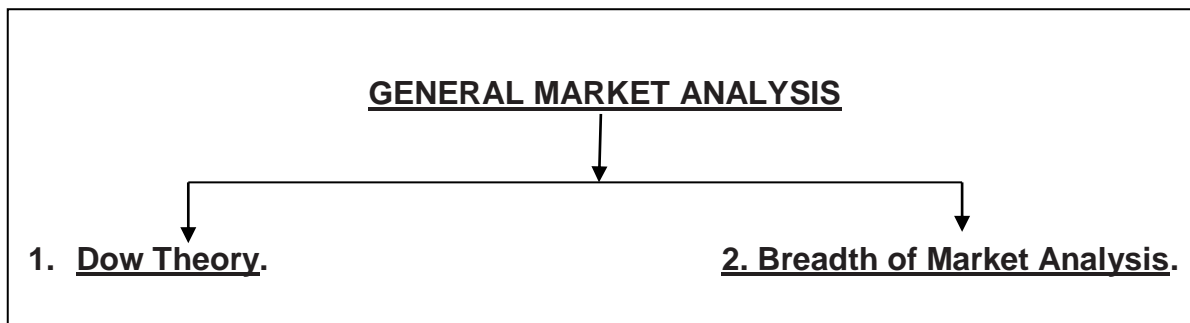 GENERAL MARKET ANALYSIS
1. Dow Theory.
2. Breadth of Market Analysis.